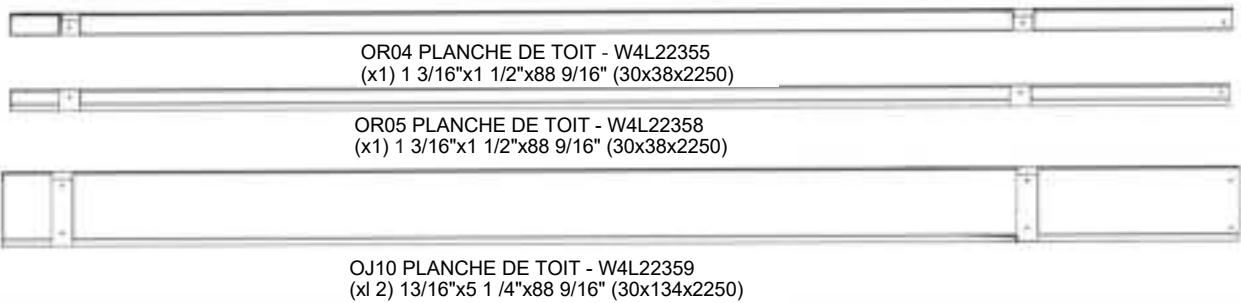 OR04 PLANCHE DE TOIT - W4L22355
(x1) 1 3/16"x1 1/2"x88 9/16" (30x38x2250)
OR05 PLANCHE DE TOIT - W4L22358
(x1) 1 3/16"x1 1/2"x88 9/16" (30x38x2250)
OJ10 PLANCHE DE TOIT - W4L22359
(xl 2) 13/16"x5 1 /4"x88 9/16" (30x134x2250)